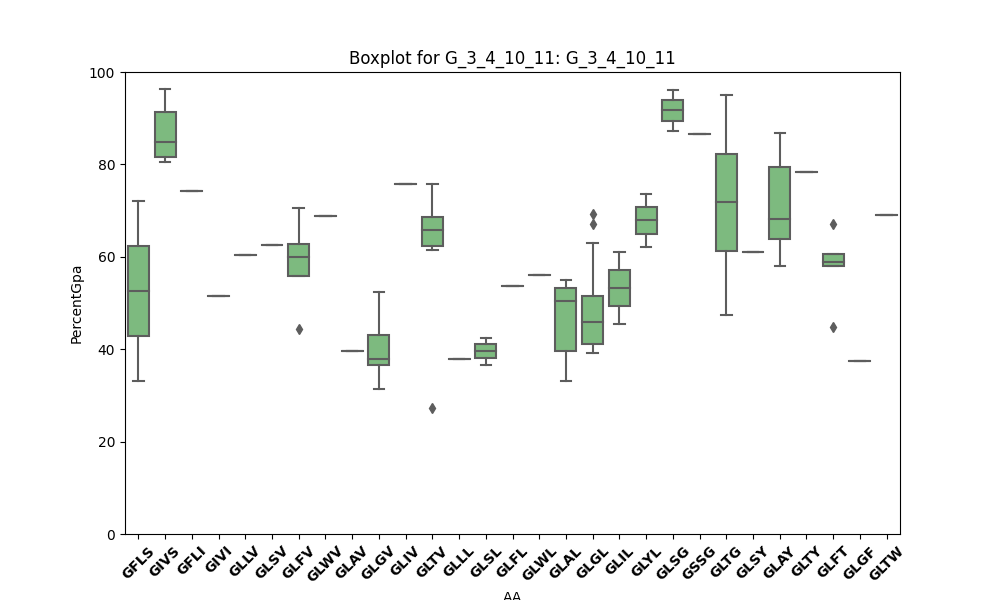 Boxplot for G_3_4_10_11: G_3_4_10_11
100
80
60
40
20
0
PercentGpa
GFLS GIVS GFLI GIVI GLLV GLSV GLFV GLWV GLAV GLGV GLIV GLTV GLLL GLSL GLFL GLWL GLAL GLGL GLIL GLYL GLSG GSSG GLTG GLSY GLAY GLTY GLFT GLGF GLTW
AA